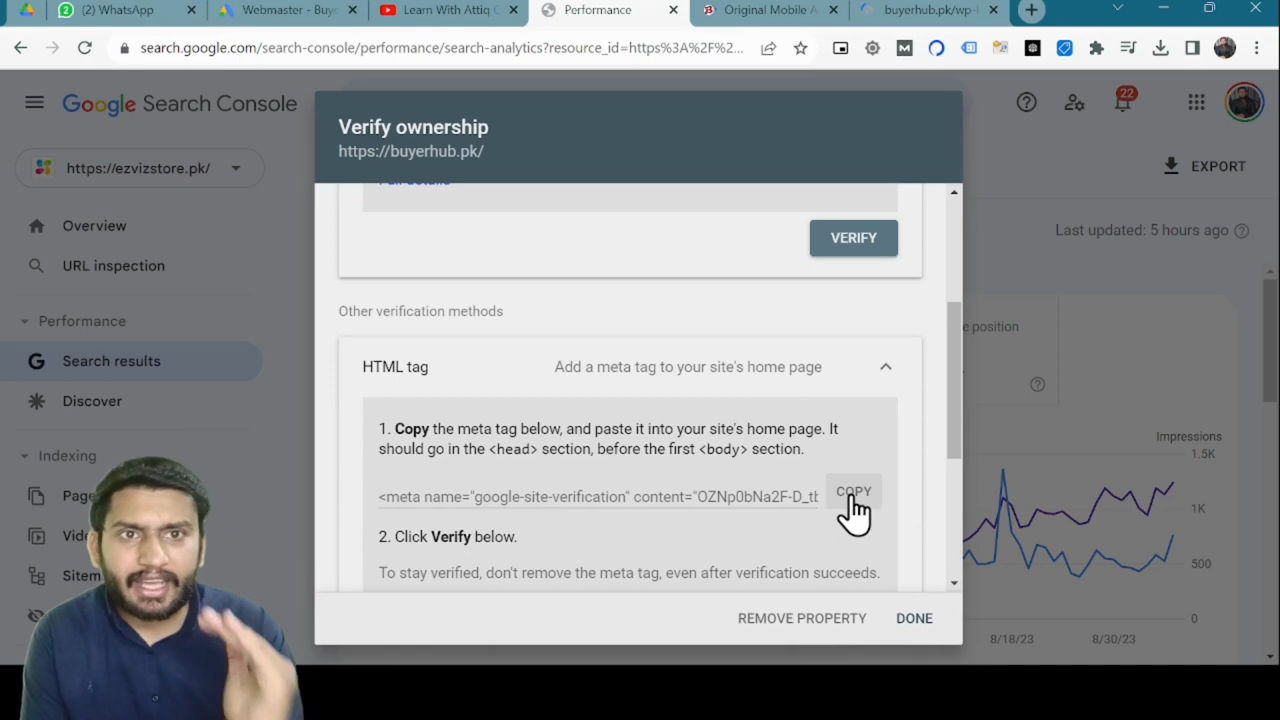 (2) WhatsApp
Webmaster - Buye
Learn With Attiq C
Performance
Original Mobile A
buyerhub.pk/wp-
search.google.com/search-console/performance/search-analytics?resource_id=https%3A%2F%2...
Google Search Console
22
https://ezvizstore.pk/
EXPORT
Overview
URL inspection
Performance
Search results
Discover
Indexing
Page
Vide
Sitem
Last updated: 5 hours ago
e position
Impressions
1.5K
1K
500
0
8/18/23
8/30/23
Verify ownership
https://buyerhub.pk/
Full details
VERIFY
Other verification methods
HTML tag
Add a meta tag to your site's home page
1. Copy the meta tag below, and paste it into your site's home page. It
should go in the <head> section, before the first <body> section.
<meta name="google-site-verification" content="OZNp0bNa2F-D_tb
COPY
2. Click Verify below.
To stay verified, don't remove the meta tag, even after verification succeeds.
REMOVE PROPERTY
DONE